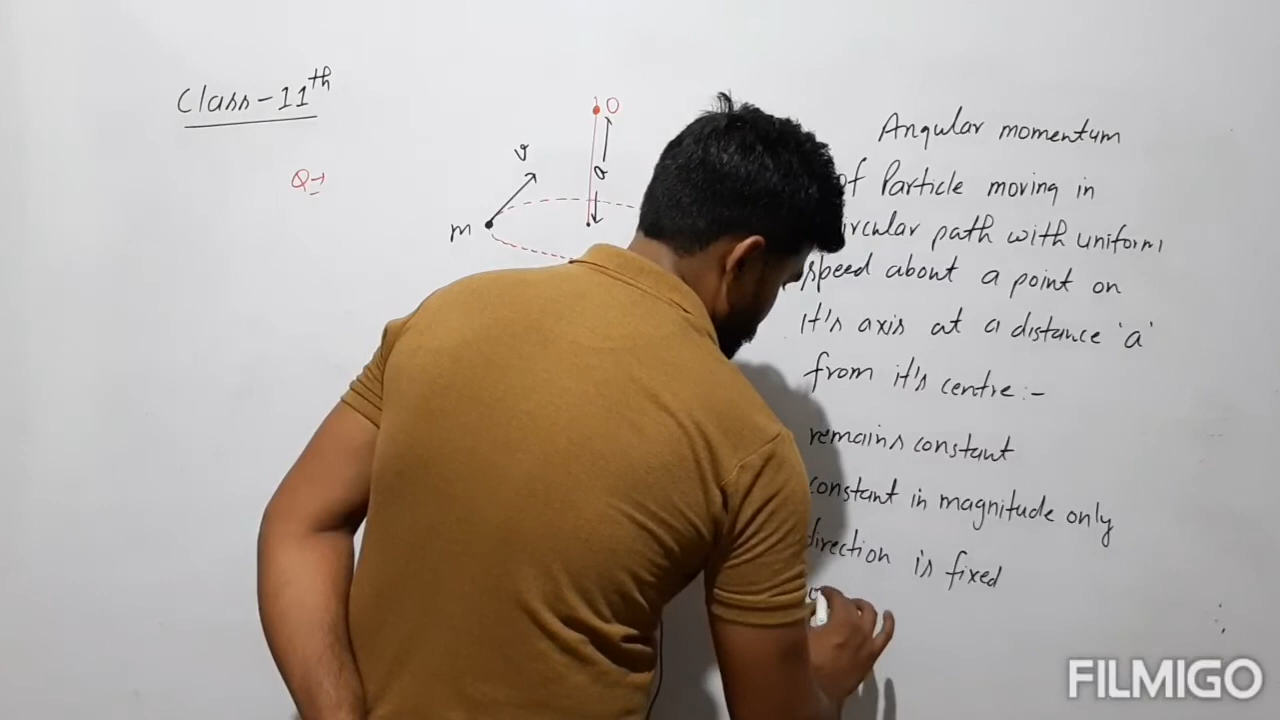 Class-11th
Q→
O
a
v
m
Angular momentum
of Particle moving in
circular path with uniform
speed about a point on
it's axis at a distance 'a'
from it's centre:-
remains constant
constant in magnitude only
direction is fixed
FILMIGO